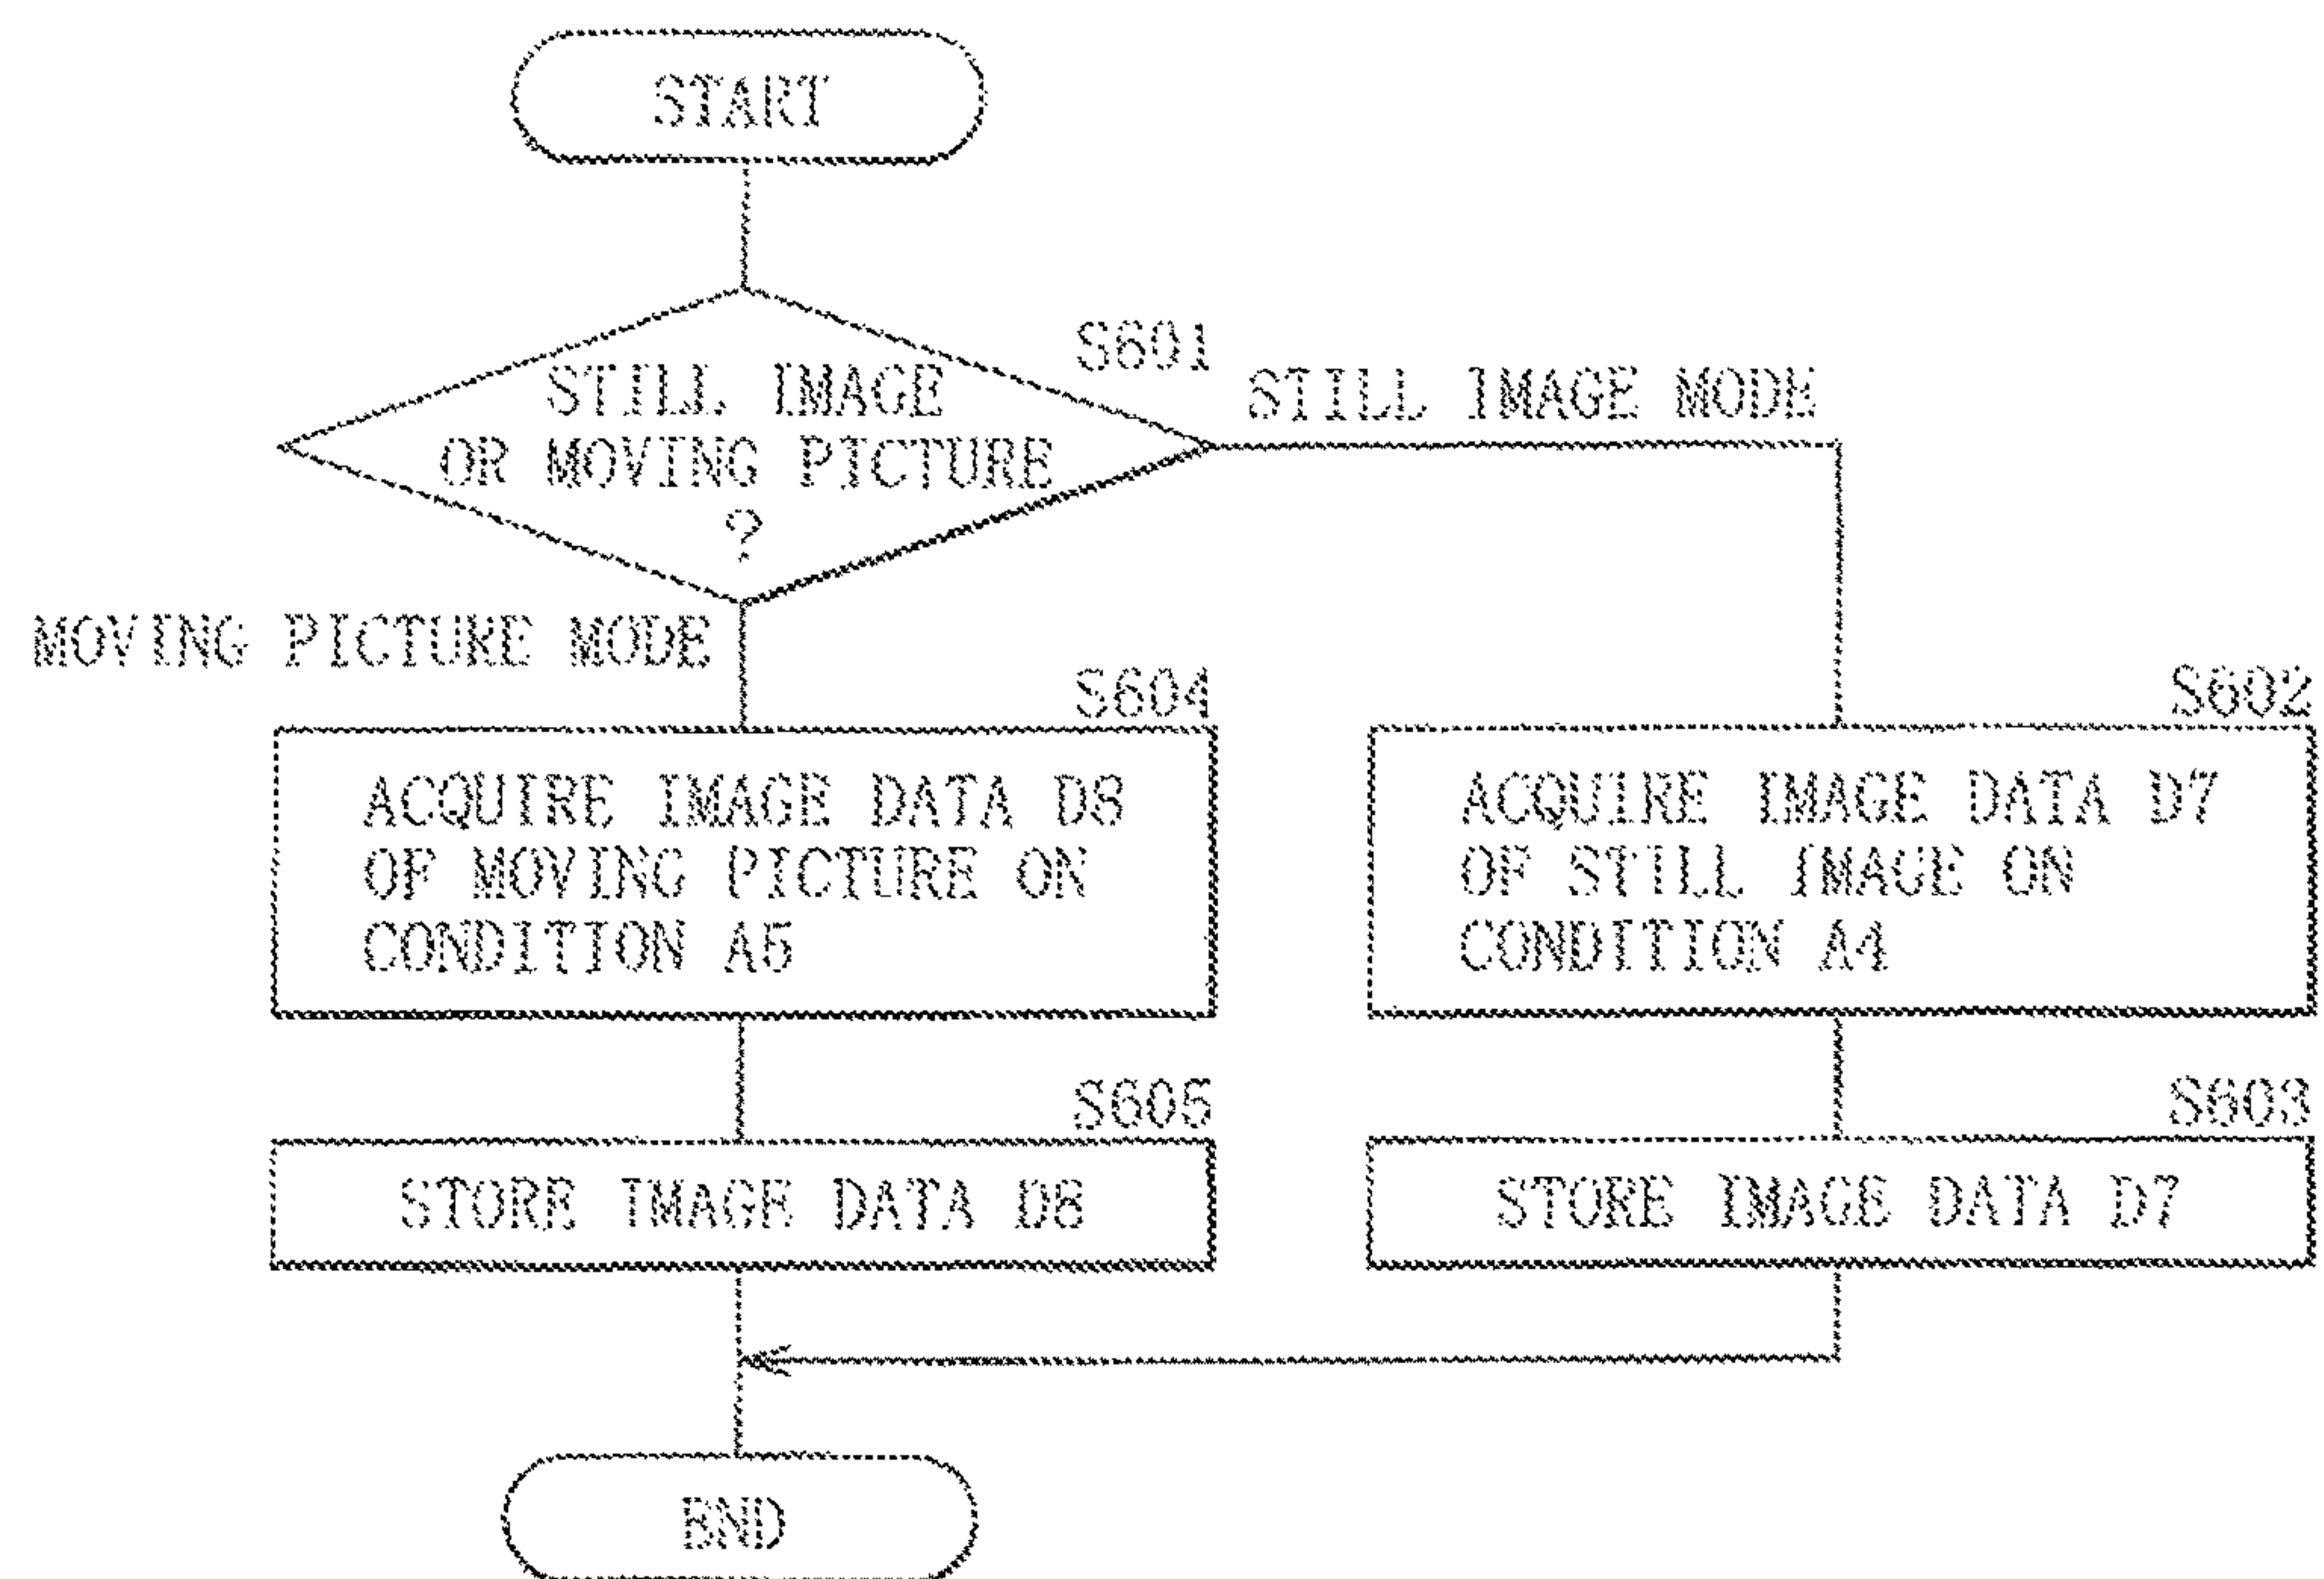 START
S601
STILL IMAGE
OR MOVING PICTURE
?
STILL IMAGE MODE
MOVING PICTURE MODE
S604
ACQUIRE IMAGE DATA D8
OF MOVING PICTURE ON
CONDITION A5
S602
ACQUIRE IMAGE DATA D7
OF STILL IMAGE ON
CONDITION A4
S605
STORE IMAGE DATA D8
S603
STORE IMAGE DATA D7
END